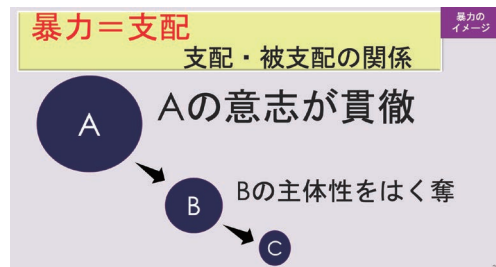 暴力＝支配
暴力の
イメージ
支配・被支配の関係
A
Aの意志が貫徹
B
Bの主体性をはく奪
C